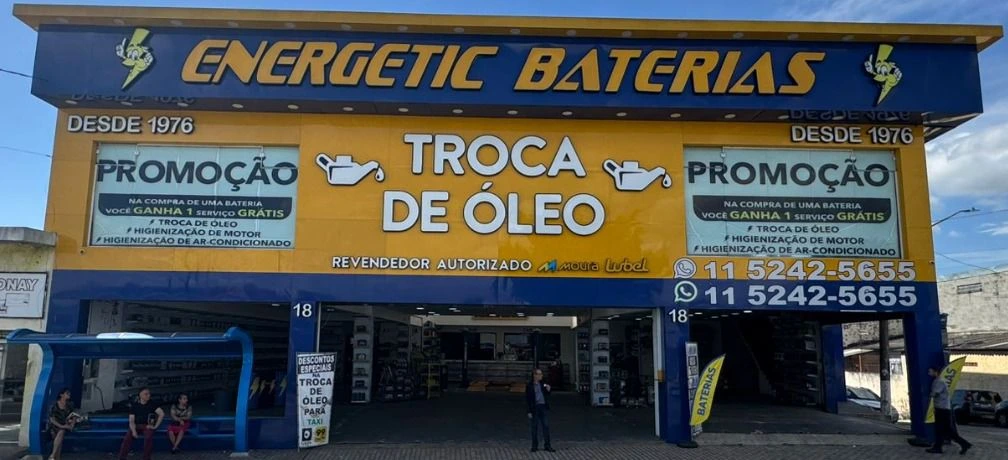 ENERGETIC BATERIAS
DESDE 1976
DESDE 1976
PROMOÇÃO
NA COMPRA DE UMA BATERIA
VOCÊ GANHA 1 SERVIÇO GRÁTIS
TROCA DE ÓLEO
HIGIENIZAÇÃO DE MOTOR
HIGIENIZAÇÃO DE AR-CONDICIONADO
TROCA
DE ÓLEO
REVENDEDOR AUTORIZADO moura Lubel
PROMOÇÃO
NA COMPRA DE UMA BATERIA
VOCÊ GANHA 1 SERVIÇO GRÁTIS
TROCA DE ÓLEO
HIGIENIZAÇÃO DE MOTOR
HIGIENIZAÇÃO DE AR-CONDICIONADO
11 5242-5655
11 5242-5655
18
18
ONAY
DESCONTOS
ESPECIAIS
NA
TROCA
DE ÓLEO
PARA
TAXI
99
BATERIAS